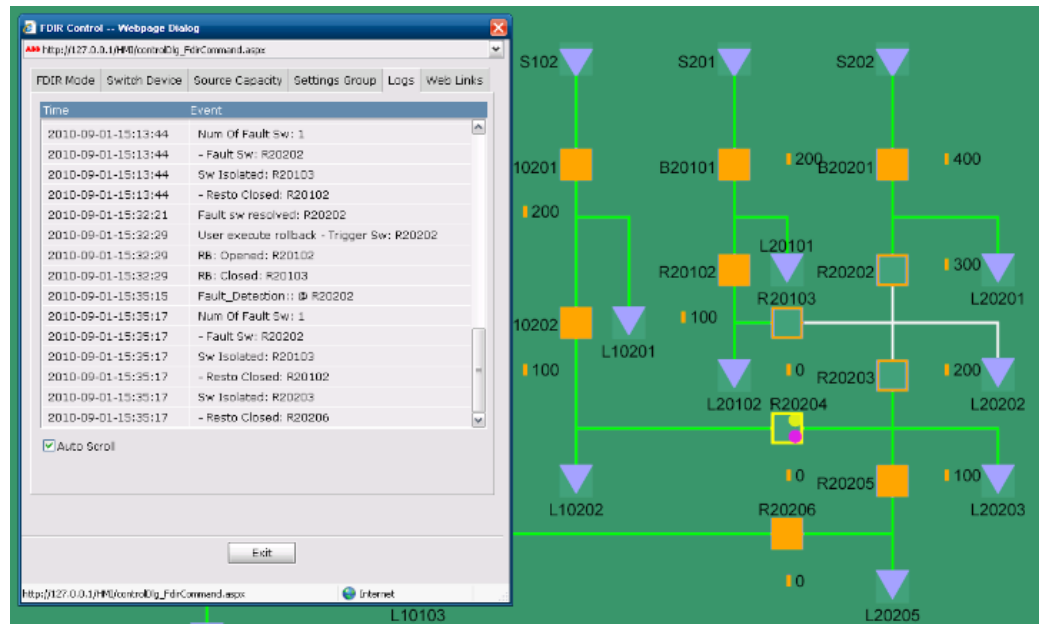 FDIR Control -- Webpage Dialog
ABB http://127.0.0.1/HMI/controlDlg_FdirCommand.aspx
FDIR Mode Switch Device Source Capacity Settings Group Logs Web Links
Time Event
2010-09-01-15:13:44 Num Of Fault Sw: 1
2010-09-01-15:13:44 - Fault Sw: R20202
2010-09-01-15:13:44 Sw Isolated: R20103
2010-09-01-15:13:44 - Resto Closed: R20102
2010-09-01-15:32:21 Fault sw resolved: R20202
2010-09-01-15:32:29 User execute rollback - Trigger Sw: R20202
2010-09-01-15:32:29 RB: Opened: R20102
2010-09-01-15:32:29 RB: Closed: R20103
2010-09-01-15:35:15 Fault_Detection:: @ R20202
2010-09-01-15:35:17 Num Of Fault Sw: 1
2010-09-01-15:35:17 - Fault Sw: R20202
2010-09-01-15:35:17 Sw Isolated: R20103
2010-09-01-15:35:17 - Resto Closed: R20102
2010-09-01-15:35:17 Sw Isolated: R20203
2010-09-01-15:35:17 - Resto Closed: R20206
Auto Scroll
Exit
http://127.0.0.1/HMI/controlDlg_FdirCommand.aspx Internet
S102 S201 S202
10201 B20101 200 B20201 400
200
L20101
R20102 R20202 300
R20103 L20201
10202 100
L10201
100 0 R20203 200
L20102 R20204 L20202
0 R20205 100
L10202 R20206 L20203
0
L10103 L20205